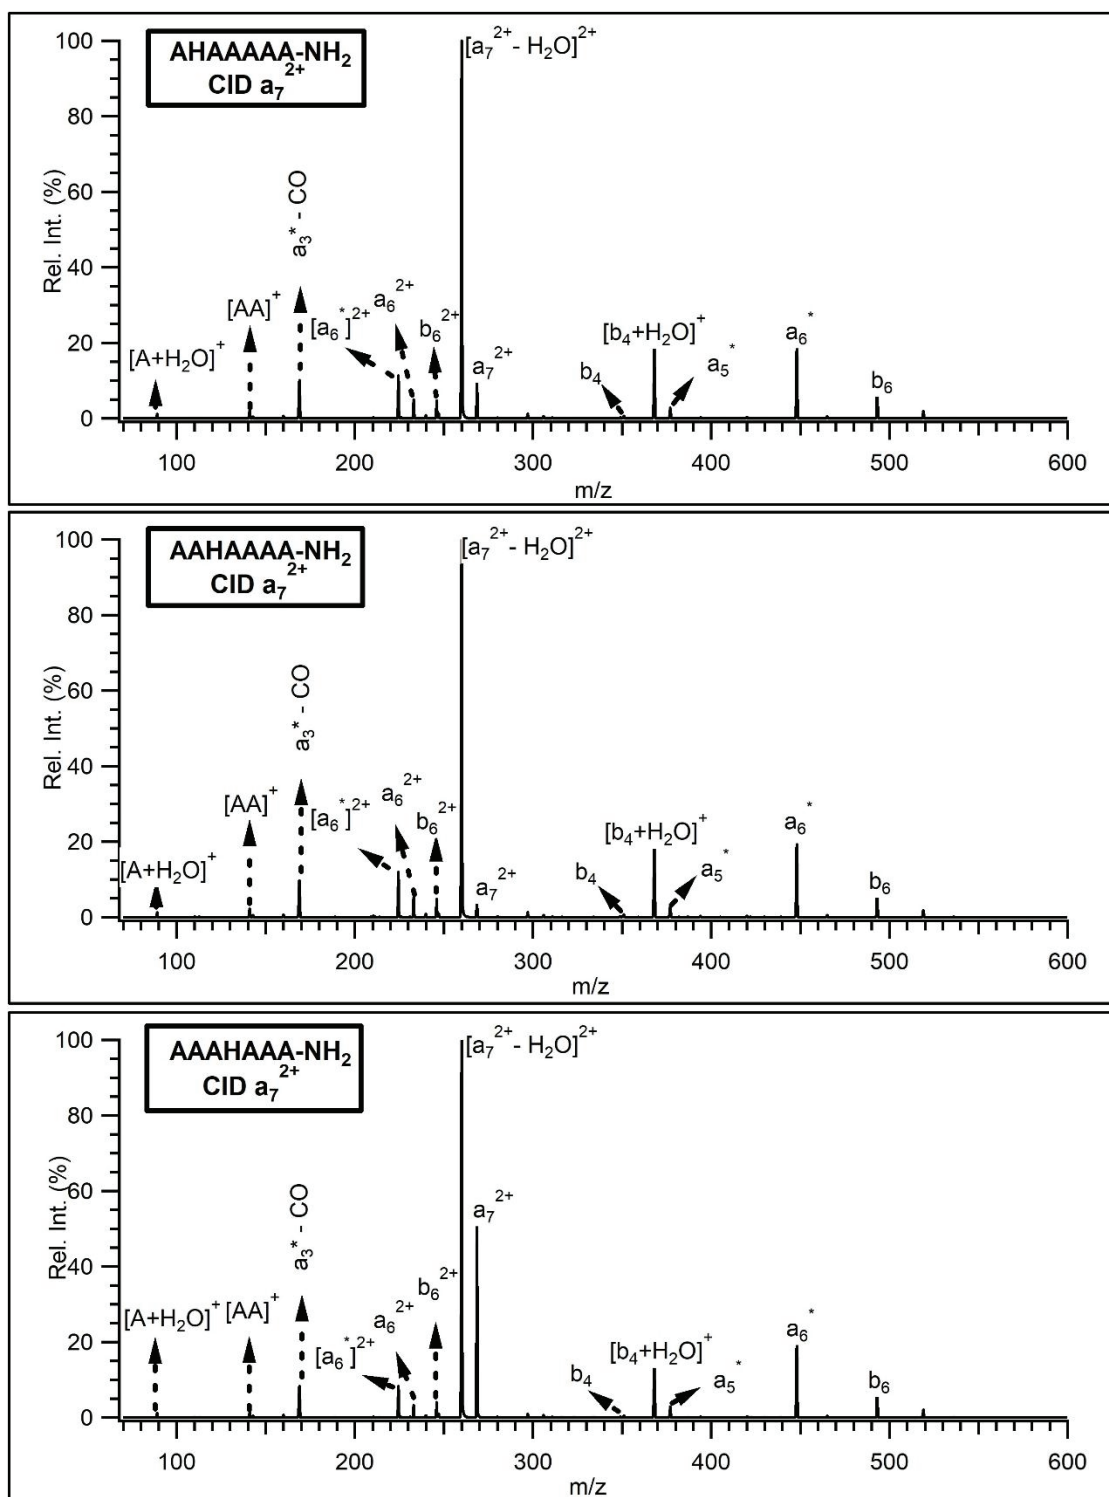 AHAAAAA-NH2
CID a7 2+
[a7 2+ - H2O]2+
a3* - CO
[AA]+
[A+H2O]+
[a6*]2+
a6 2+
b6 2+
a7 2+
b4
[b4+H2O]+
a5*
a6*
b6
Rel. Int. (%)
100
80
60
40
20
0
100 200 300 400 500 600
m/z
AAHAAAA-NH2
CID a7 2+
[a7 2+ - H2O]2+
a3* - CO
[AA]+
[A+H2O]+
[a6*]2+
a6 2+
b6 2+
a7 2+
b4
[b4+H2O]+
a5*
a6*
b6
Rel. Int. (%)
100
80
60
40
20
0
100 200 300 400 500 600
m/z
AAAHAAA-NH2
CID a7 2+
[a7 2+ - H2O]2+
a3* - CO
[A+H2O]+
[AA]+
[a6*]2+
a6 2+
b6 2+
a7 2+
b4
[b4+H2O]+
a5*
a6*
b6
Rel. Int. (%)
100
80
60
40
20
0
100 200 300 400 500 600
m/z